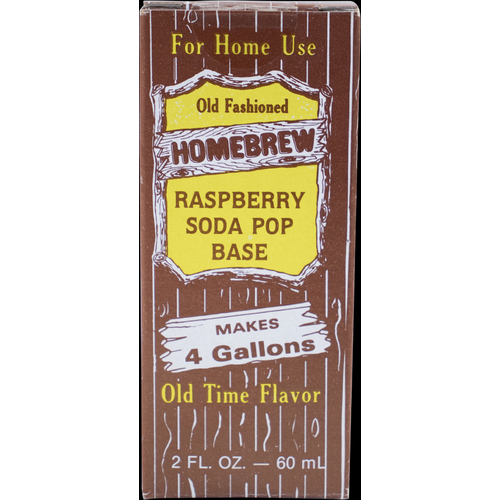 For Home Use
Old Fashioned
HOMEBREW
RASPBERRY
SODA POP
BASE
MAKES
4 Gallons
Old Time Flavor
2 FL. OZ. — 60 mL